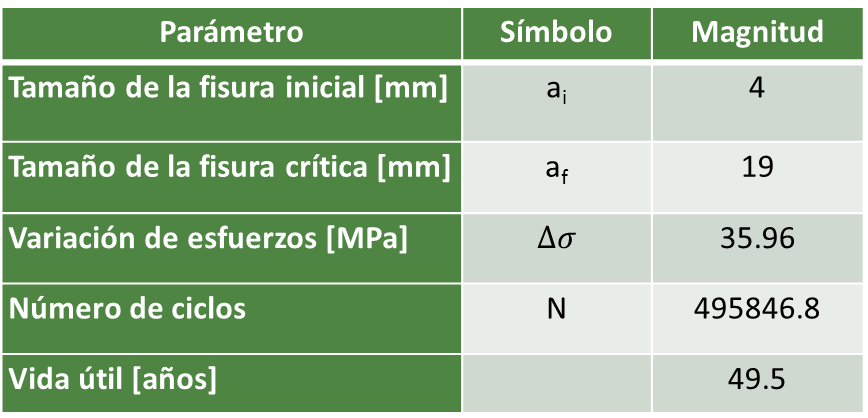 Parámetro Símbolo Magnitud
Tamaño de la fisura inicial [mm] aᵢ 4
Tamaño de la fisura crítica [mm] a_f 19
Variación de esfuerzos [MPa] Δ𝜎 35.96
Número de ciclos N 495846.8
Vida útil [años] 49.5